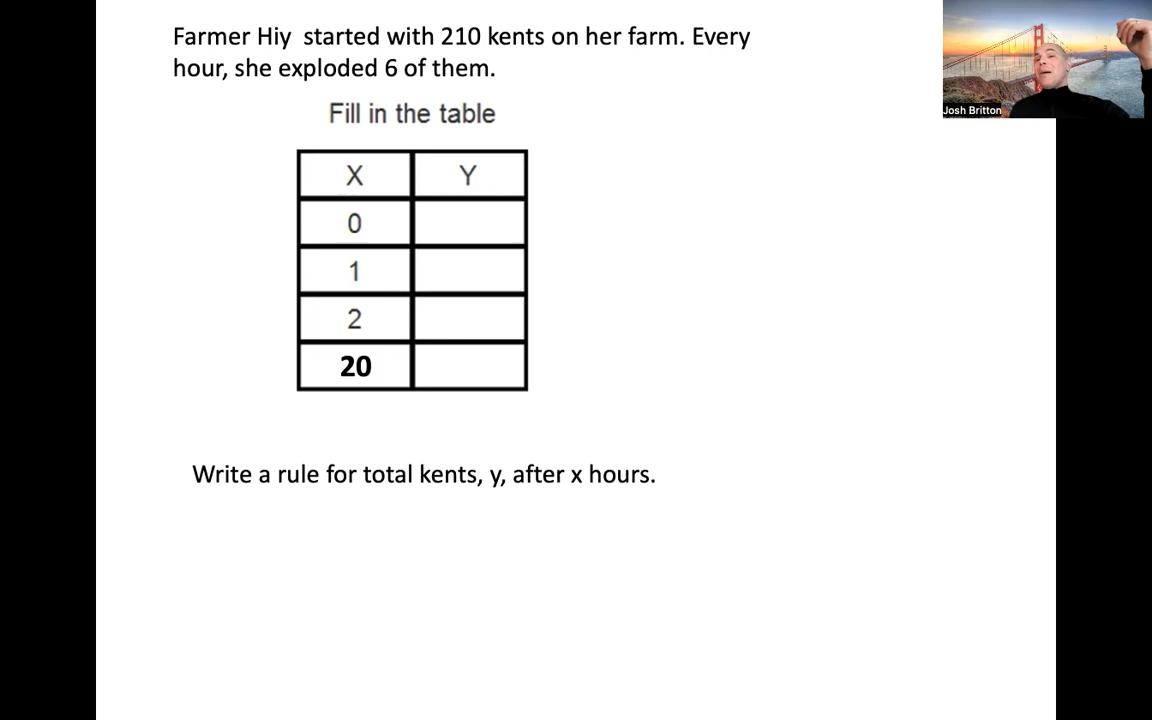 Farmer Hiy started with 210 kents on her farm. Every
hour, she exploded 6 of them.
Josh Britton
Fill in the table
X Y
0
1
2
20
Write a rule for total kents, y, after x hours.